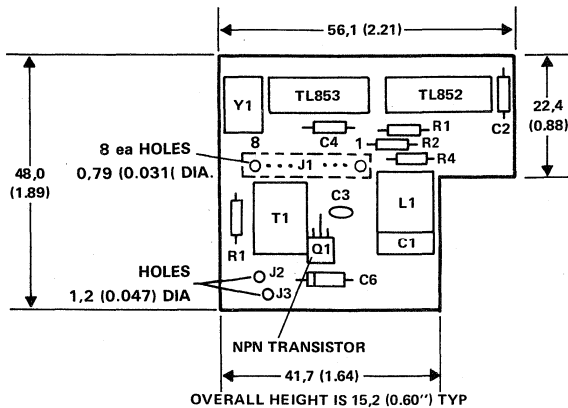 56,1 (2.21)
Y1
TL853
TL852
C2
22,4
(0.88)
C4
R1
R2
R4
8
J1
1
8 ea HOLES
0,79 (0.031( DIA.
48,0
(1.89)
T1
C3
L1
C1
R1
Q1
HOLES
1,2 (0.047) DIA
J2
J3
C6
NPN TRANSISTOR
41,7 (1.64)
OVERALL HEIGHT IS 15,2 (0.60'') TYP